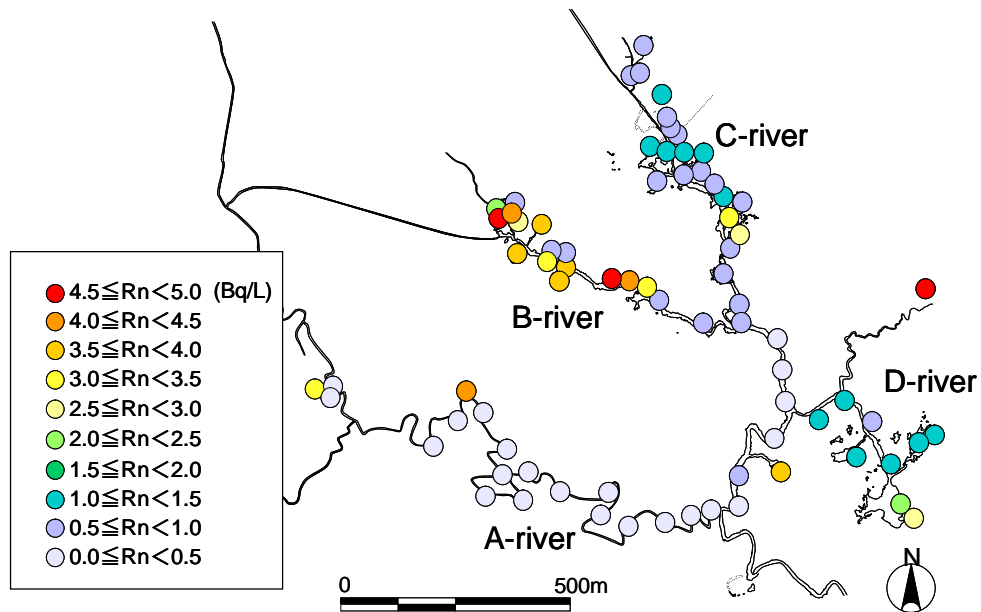 C-river
4.5≦Rn＜5.0 (Bq/L)
4.0≦Rn＜4.5
3.5≦Rn＜4.0
3.0≦Rn＜3.5
2.5≦Rn＜3.0
2.0≦Rn＜2.5
1.5≦Rn＜2.0
1.0≦Rn＜1.5
0.5≦Rn＜1.0
0.0≦Rn＜0.5
B-river
D-river
A-river
N
0 500m